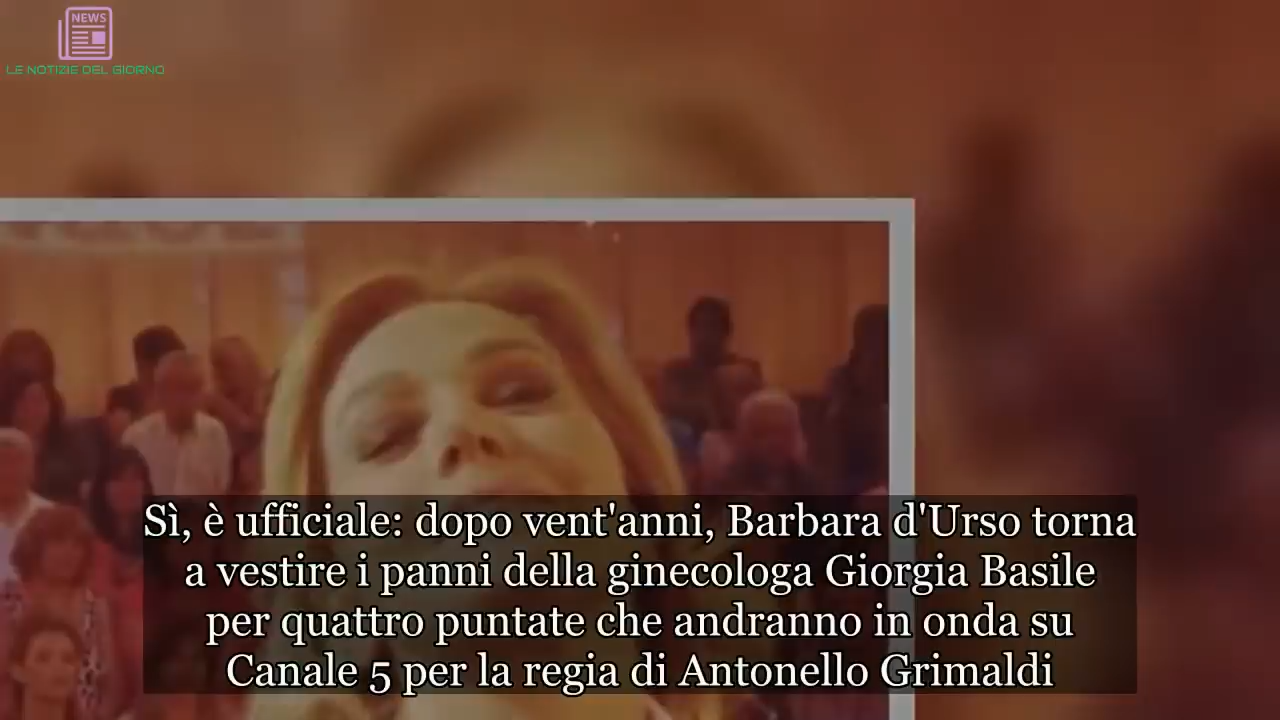 NEWS
LE NOTIZIE DEL GIORNO
Sì, è ufficiale: dopo vent'anni, Barbara d'Urso torna
a vestire i panni della ginecologa Giorgia Basile
per quattro puntate che andranno in onda su
Canale 5 per la regia di Antonello Grimaldi